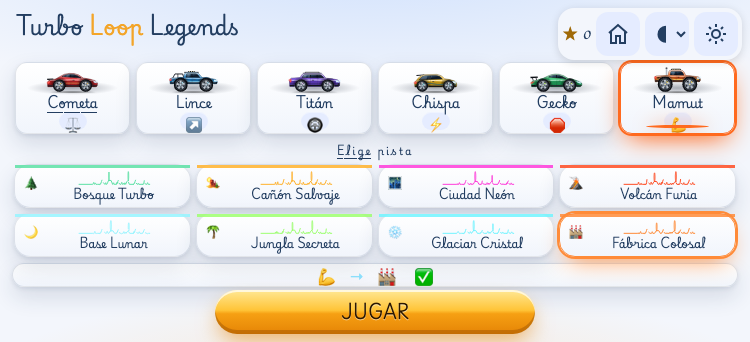 Turbo Loop Legends
0
Cometa
Lince
Titán
Chispa
Gecko
Mamut
Elige pista
Bosque Turbo
Cañón Salvaje
Ciudad Neón
Volcán Furia
Base Lunar
Jungla Secreta
Glaciar Cristal
Fábrica Colosal
JUGAR